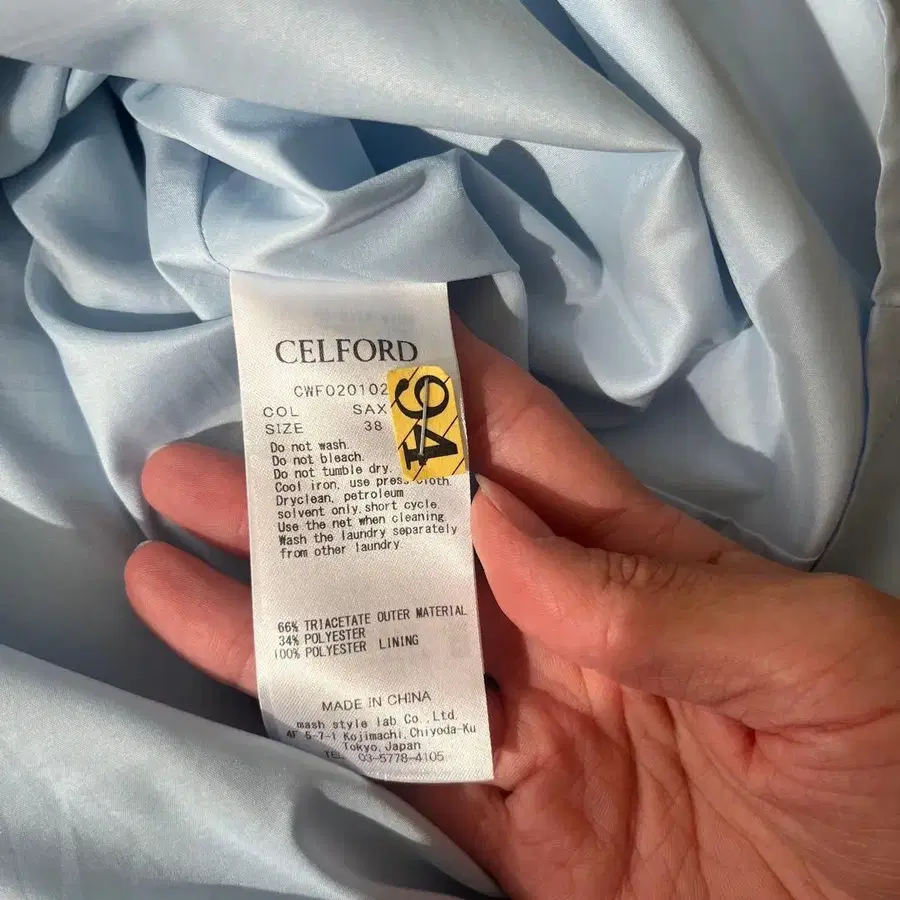 CELFORD
CWF020102
COL SAX
SIZE 38
94
Do not wash.
Do not bleach.
Do not tumble dry.
Cool iron, use press cloth
Dryclean, petroleum
solvent only, short cycle
Use the net when cleaning
Wash the laundry separately
from other laundry.
66% TRIACETATE OUTER MATERIAL
34% POLYESTER
100% POLYESTER LINING
MADE IN CHINA
mash style lab Co.,Ltd.
4F 5-7-1 Kojimachi, Chiyoda-Ku
Tokyo, Japan
TEL 03-5778-4105